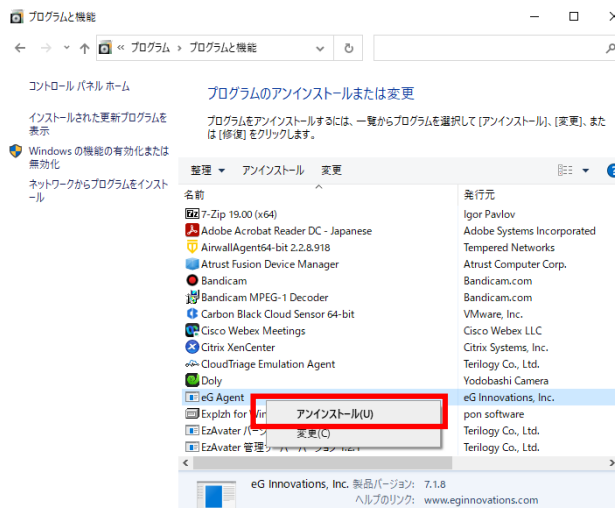 プログラムと機能
« プログラム › プログラムと機能
コントロール パネル ホーム
インストールされた更新プログラムを
表示
Windows の機能の有効化または
無効化
ネットワークからプログラムをインスト
ール
プログラムのアンインストールまたは変更
プログラムをアンインストールするには、一覧からプログラムを選択して [アンインストール]、[変更]、また
は [修復] をクリックします。
整理 ▼ アンインストール 変更
名前 発行元
7-Zip 19.00 (x64) Igor Pavlov
Adobe Acrobat Reader DC - Japanese Adobe Systems Incorporated
AirwallAgent64-bit 2.2.8.918 Tempered Networks
Atrust Fusion Device Manager Atrust Computer Corp.
Bandicam Bandicam.com
Bandicam MPEG-1 Decoder Bandicam.com
Carbon Black Cloud Sensor 64-bit VMware, Inc.
Cisco Webex Meetings Cisco Webex LLC
Citrix XenCenter Citrix Systems, Inc.
CloudTriage Emulation Agent Terilogy Co., Ltd.
Doly Yodobashi Camera
eG Agent eG Innovations, Inc.
Explzh for Win pon software
EzAvater Terilogy Co., Ltd.
EzAvater 管理 Terilogy Co., Ltd.
アンインストール(U)
変更(C)
eG Innovations, Inc. 製品バージョン: 7.1.8
ヘルプのリンク: www.eginnovations.com